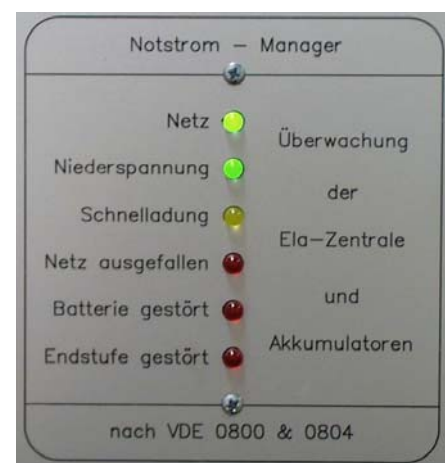 Notstrom – Manager
Netz
Niederspannung
Schnelladung
Netz ausgefallen
Batterie gestört
Endstufe gestört
Überwachung
der
Ela–Zentrale
und
Akkumulatoren
nach VDE 0800 & 0804